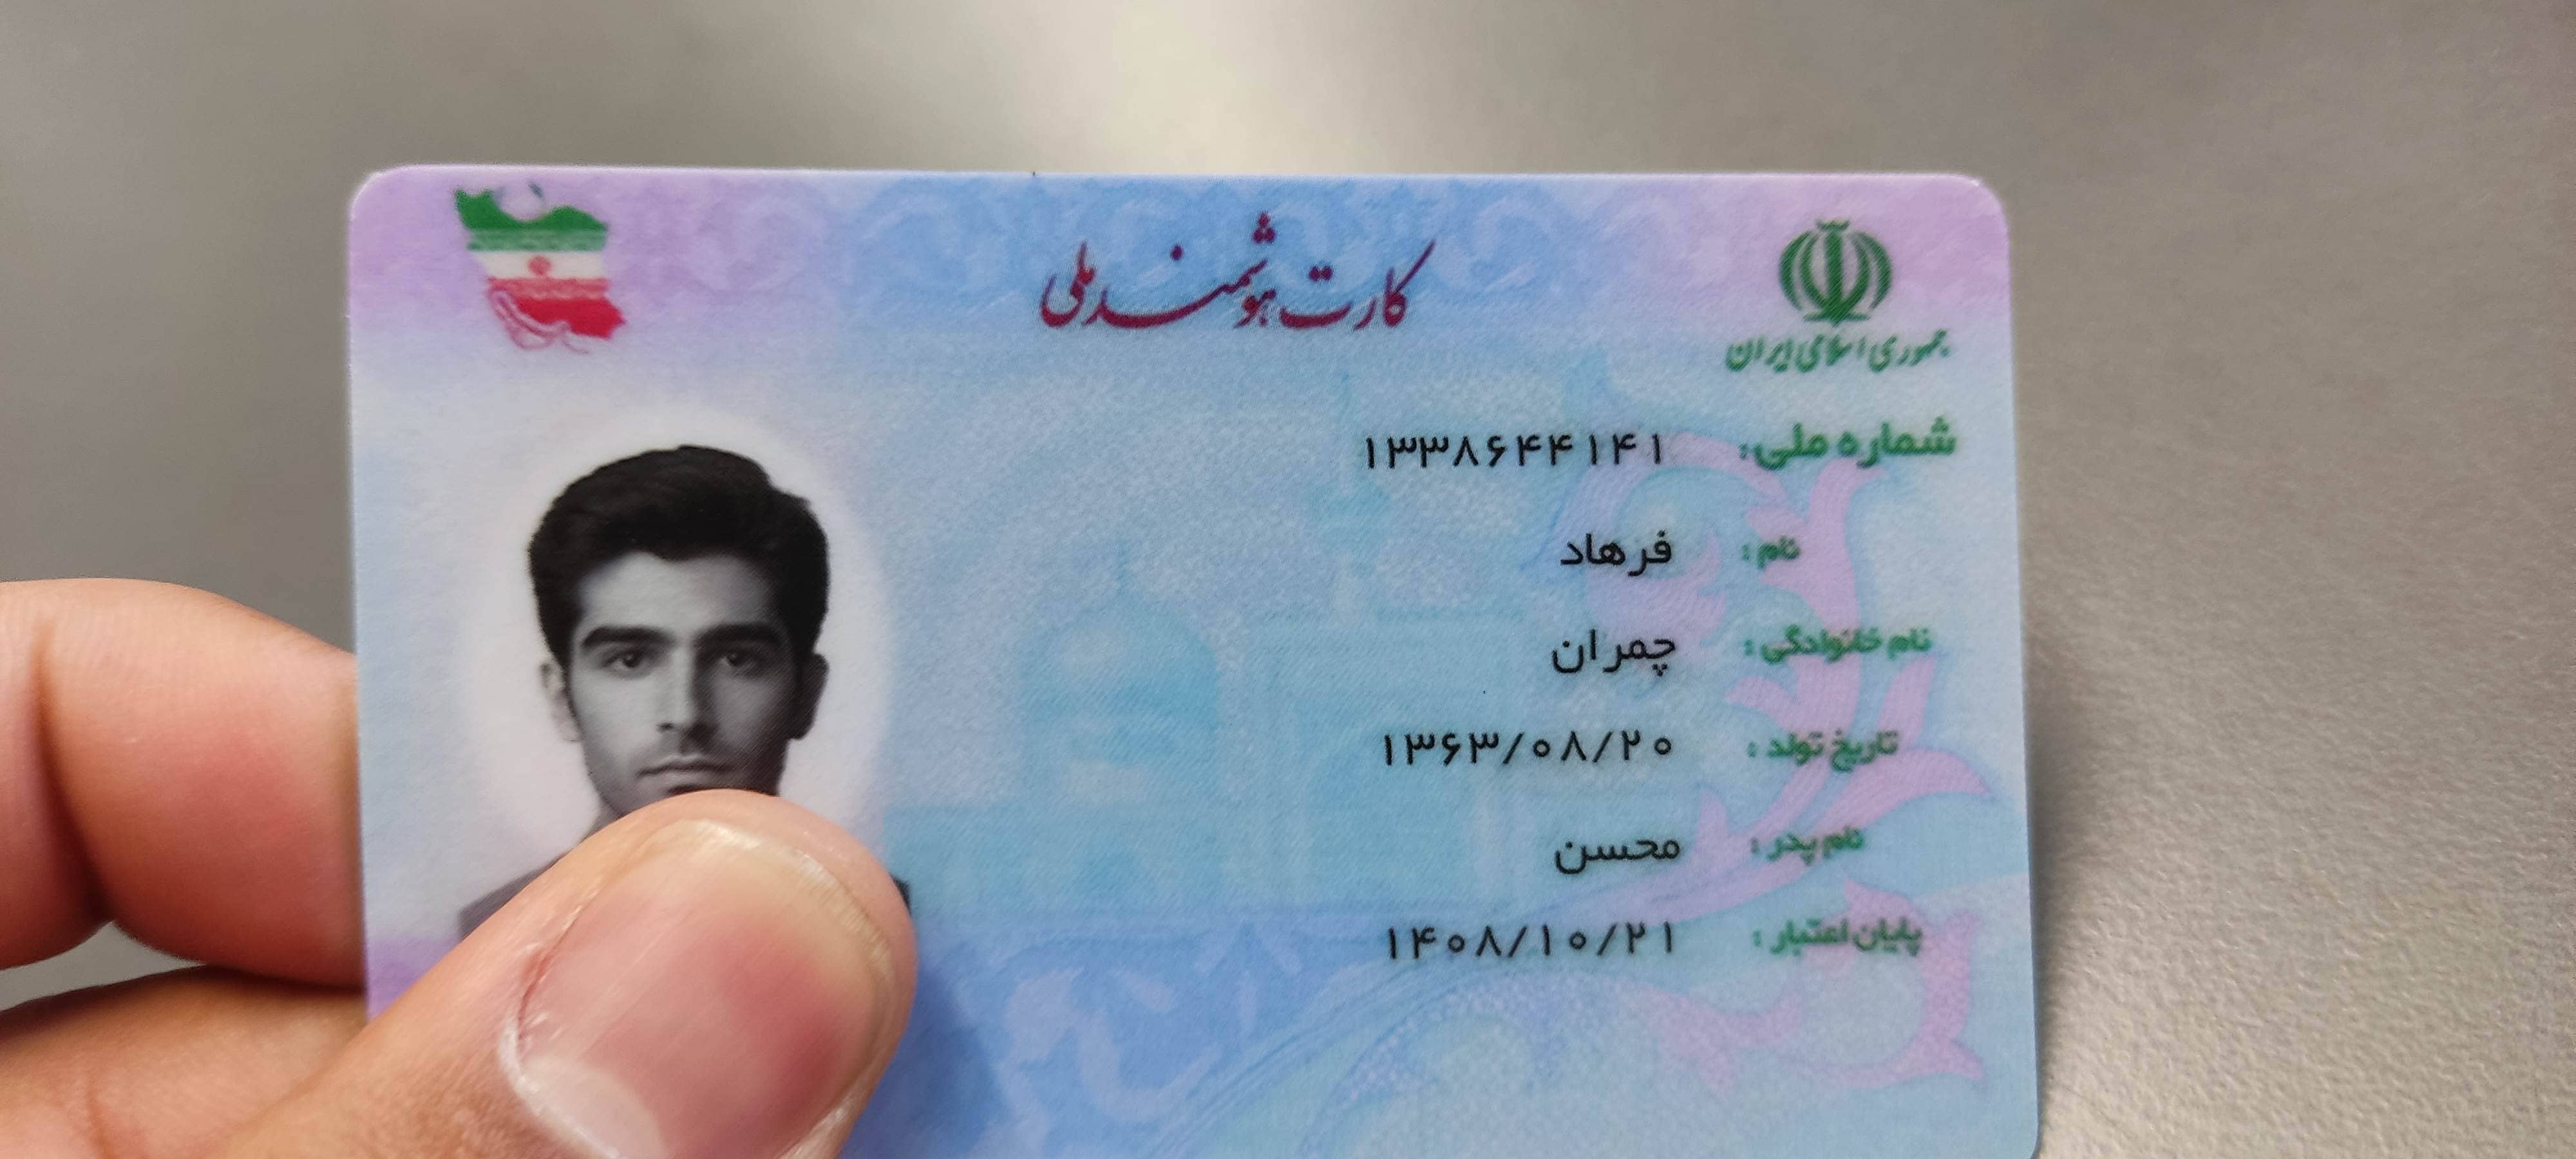 کارت هوشمند ملی
جمهوری اسلامی ایران
شماره ملی: ۱۳۳۸۶۴۴۱۴۱
نام: فرهاد
نام خانوادگی: چمران
تاریخ تولد: ۱۳۶۳/۰۸/۲۰
نام پدر: محسن
پایان اعتبار: ۱۴۰۸/۱۰/۲۱